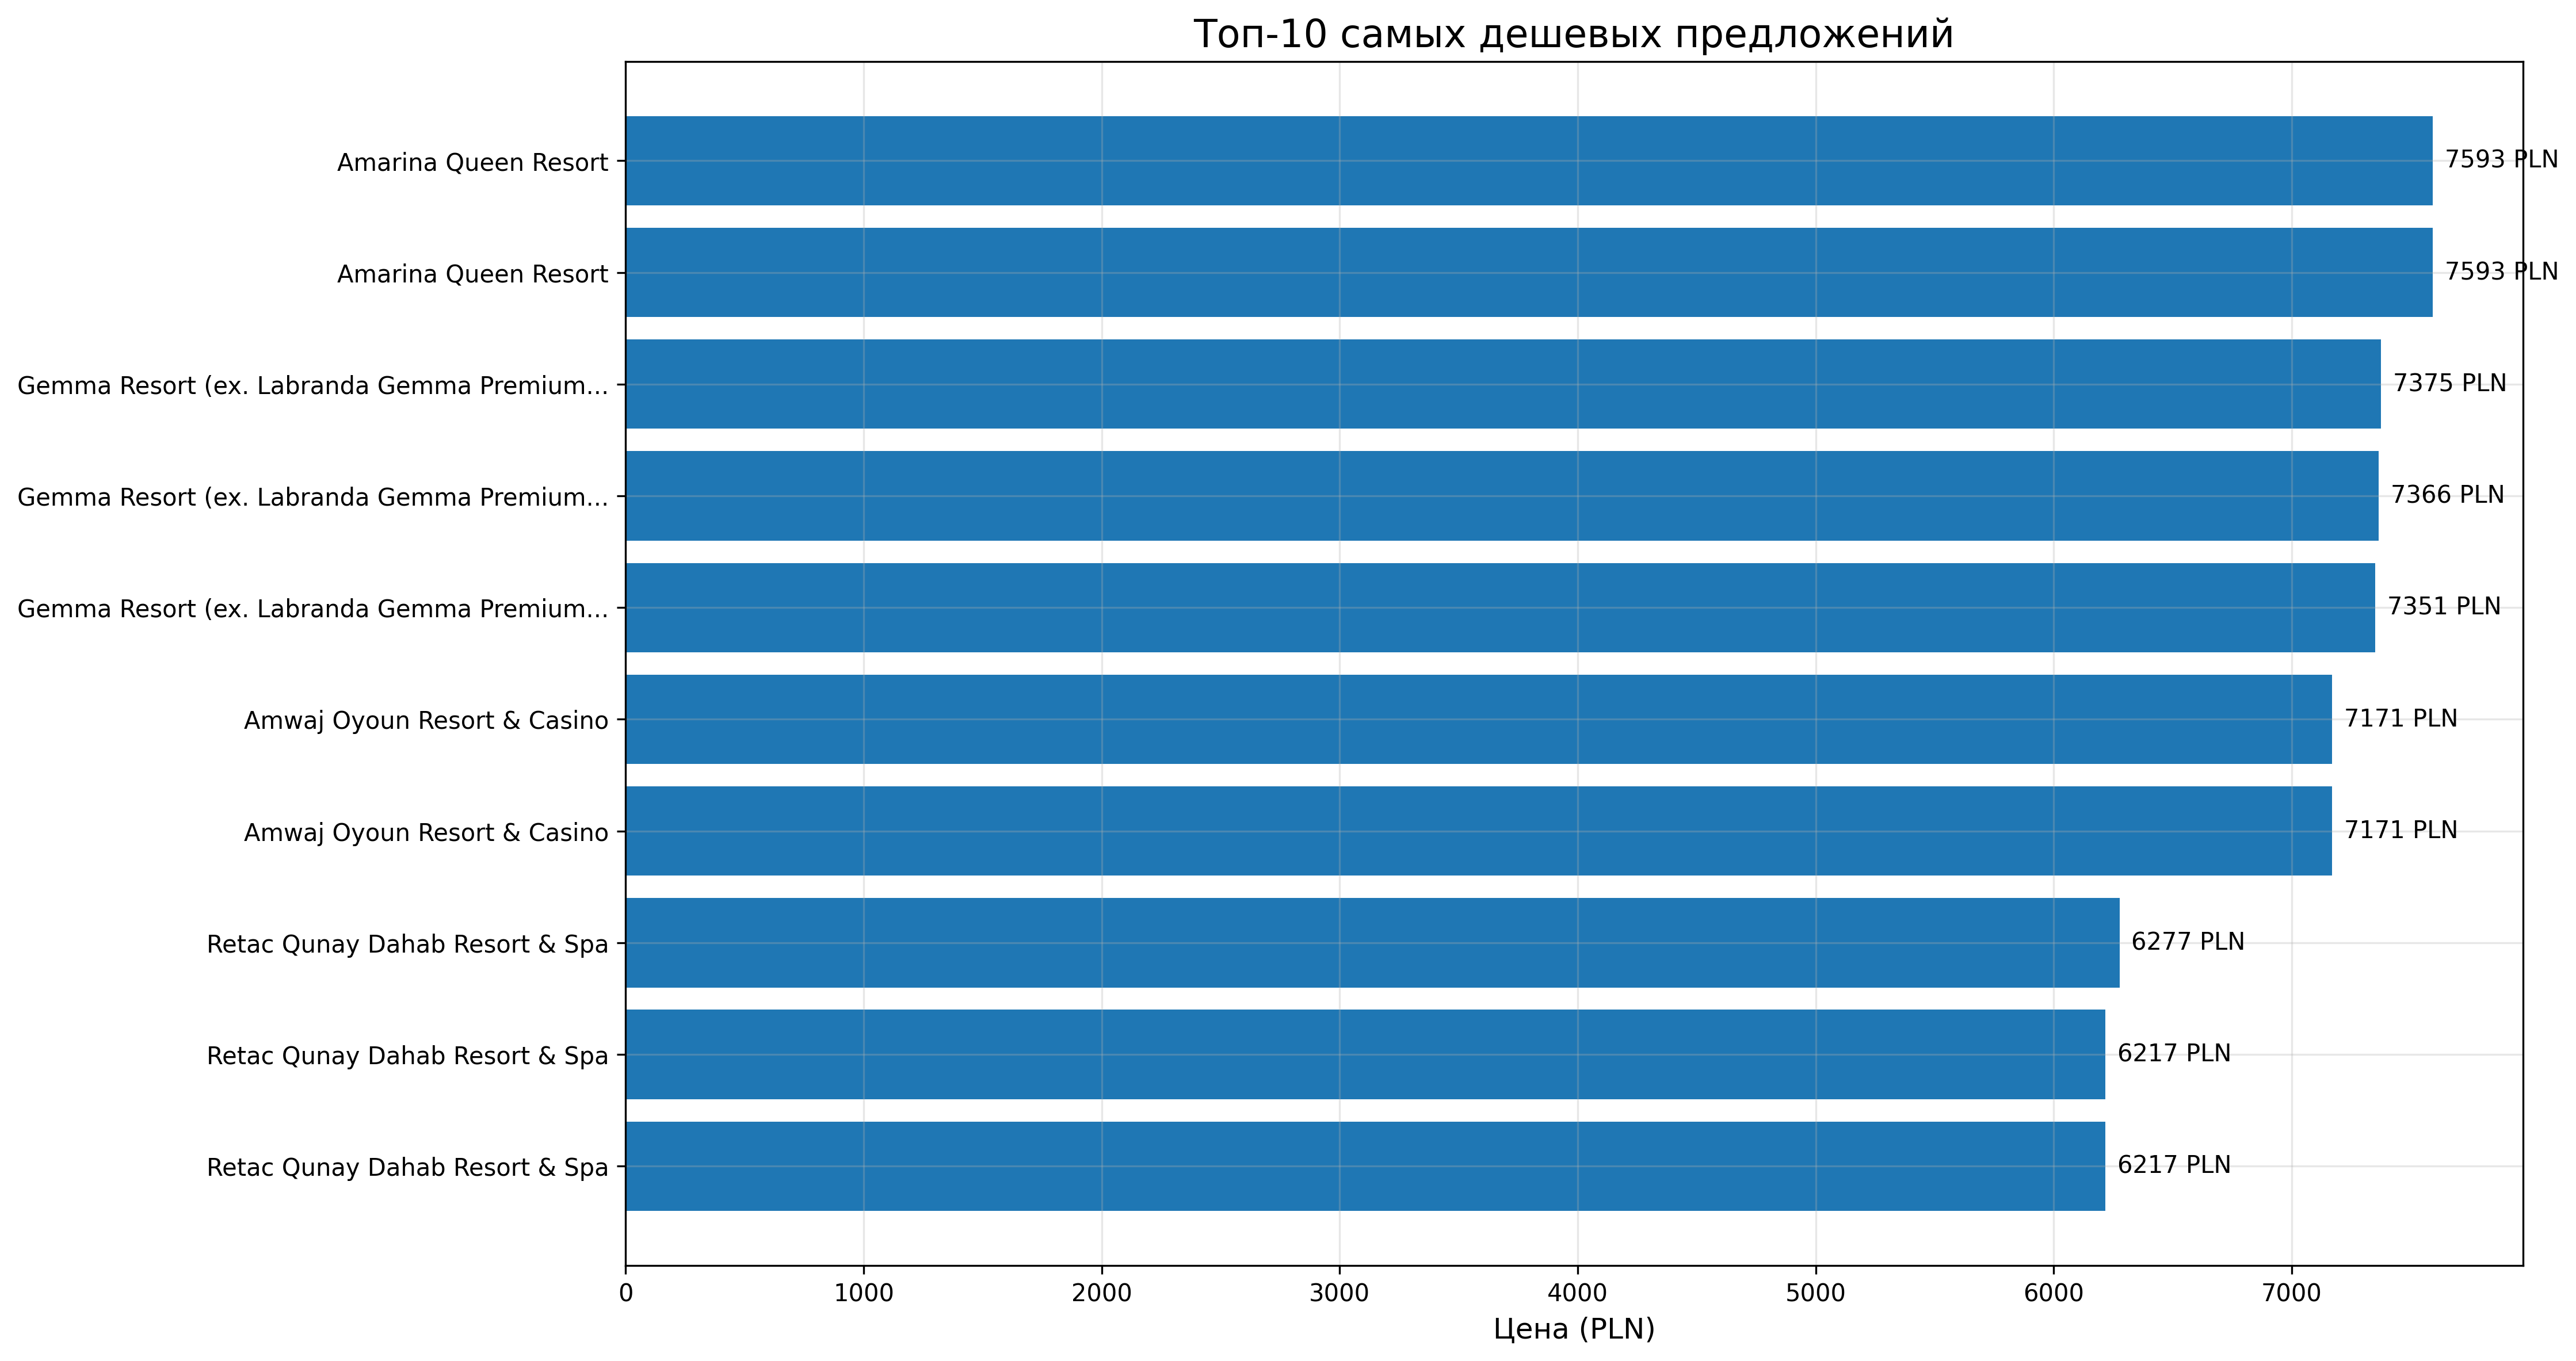 Топ-10 самых дешевых предложений
Amarina Queen Resort
7593 PLN
Amarina Queen Resort
7593 PLN
Gemma Resort (ex. Labranda Gemma Premium...
7375 PLN
Gemma Resort (ex. Labranda Gemma Premium...
7366 PLN
Gemma Resort (ex. Labranda Gemma Premium...
7351 PLN
Amwaj Oyoun Resort & Casino
7171 PLN
Amwaj Oyoun Resort & Casino
7171 PLN
Retac Qunay Dahab Resort & Spa
6277 PLN
Retac Qunay Dahab Resort & Spa
6217 PLN
Retac Qunay Dahab Resort & Spa
6217 PLN
0 1000 2000 3000 4000 5000 6000 7000
Цена (PLN)